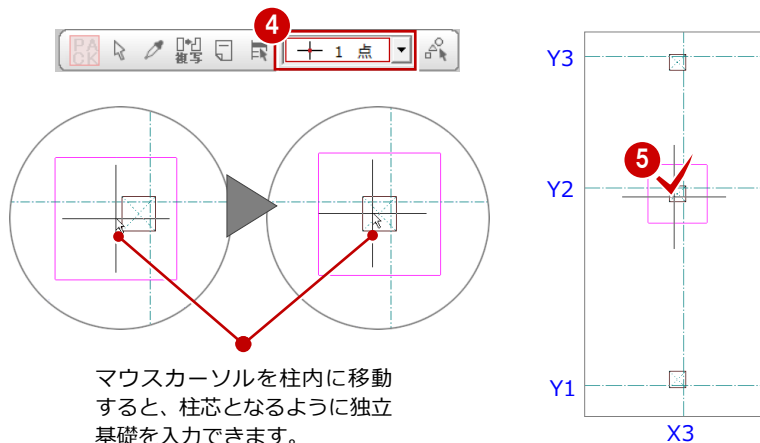 4
PA
CK
複写
1 点
Y3
5
Y2
Y1
X3
マウスカーソルを柱内に移動
すると、柱芯となるように独立
基礎を入力できます。